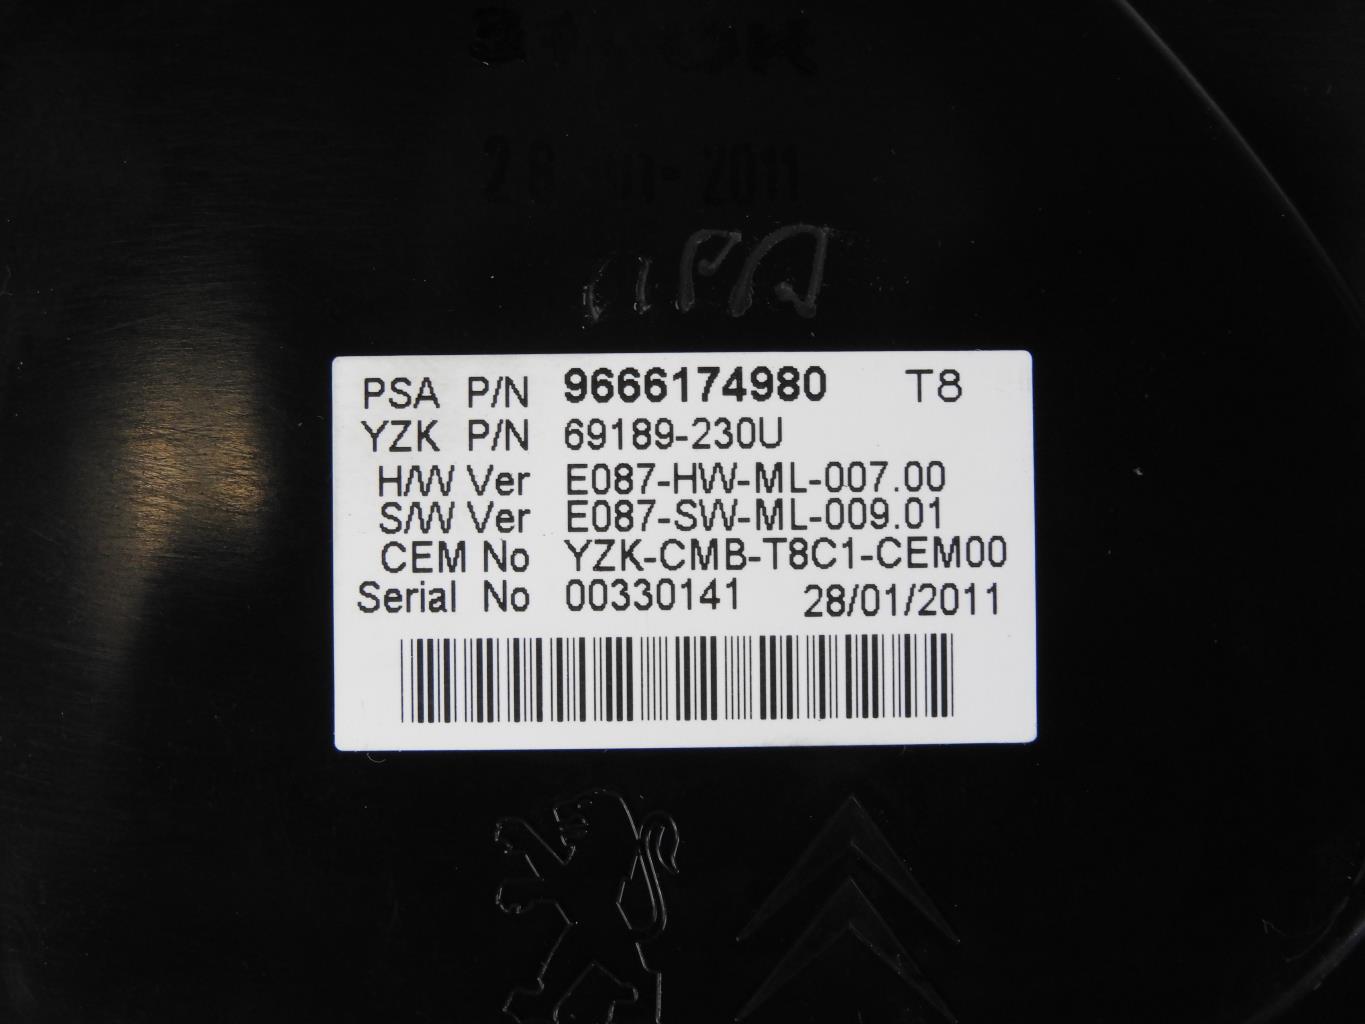 PSA P/N 9666174980 T8
YZK P/N 69189-230U
H/W Ver E087-HW-ML-007.00
S/W Ver E087-SW-ML-009.01
CEM No YZK-CMB-T8C1-CEM00
Serial No 00330141 28/01/2011